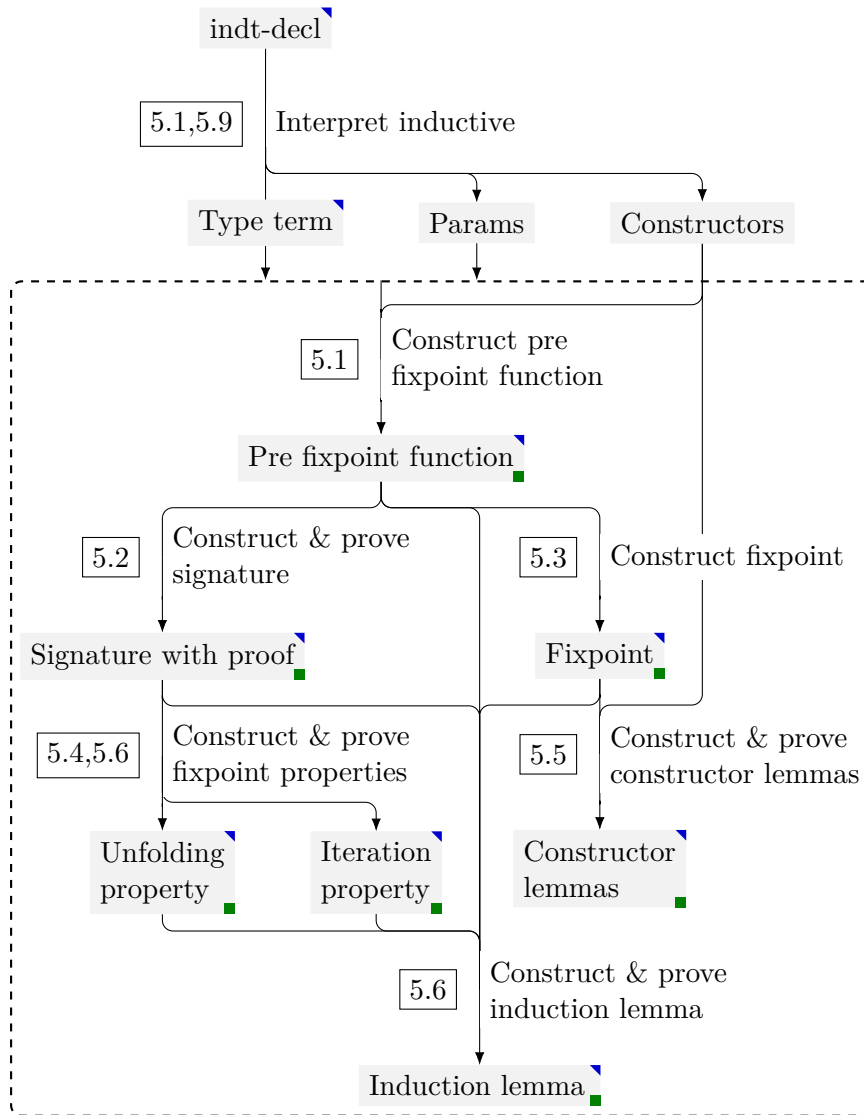 indt-decl
5.1,5.9
Interpret inductive
Type term
Params
Constructors
5.1
Construct pre
fixpoint function
Pre fixpoint function
5.2
Construct & prove
signature
5.3
Construct fixpoint
Signature with proof
Fixpoint
5.4,5.6
Construct & prove
fixpoint properties
5.5
Construct & prove
constructor lemmas
Unfolding
property
Iteration
property
Constructor
lemmas
5.6
Construct & prove
induction lemma
Induction lemma